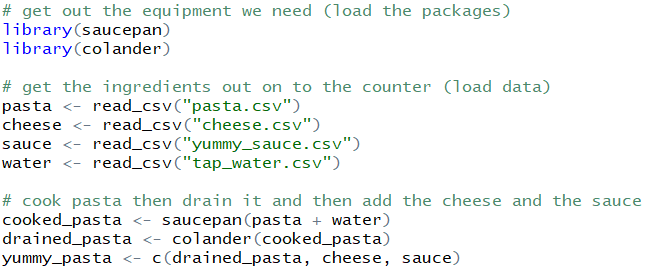 # get out the equipment we need (load the packages)
library(saucepan)
library(colander)

# get the ingredients out on to the counter (load data)
pasta <- read_csv("pasta.csv")
cheese <- read_csv("cheese.csv")
sauce <- read_csv("yummy_sauce.csv")
water <- read_csv("tap_water.csv")

# cook pasta then drain it and then add the cheese and the sauce
cooked_pasta <- saucepan(pasta + water)
drained_pasta <- colander(cooked_pasta)
yummy_pasta <- c(drained_pasta, cheese, sauce)